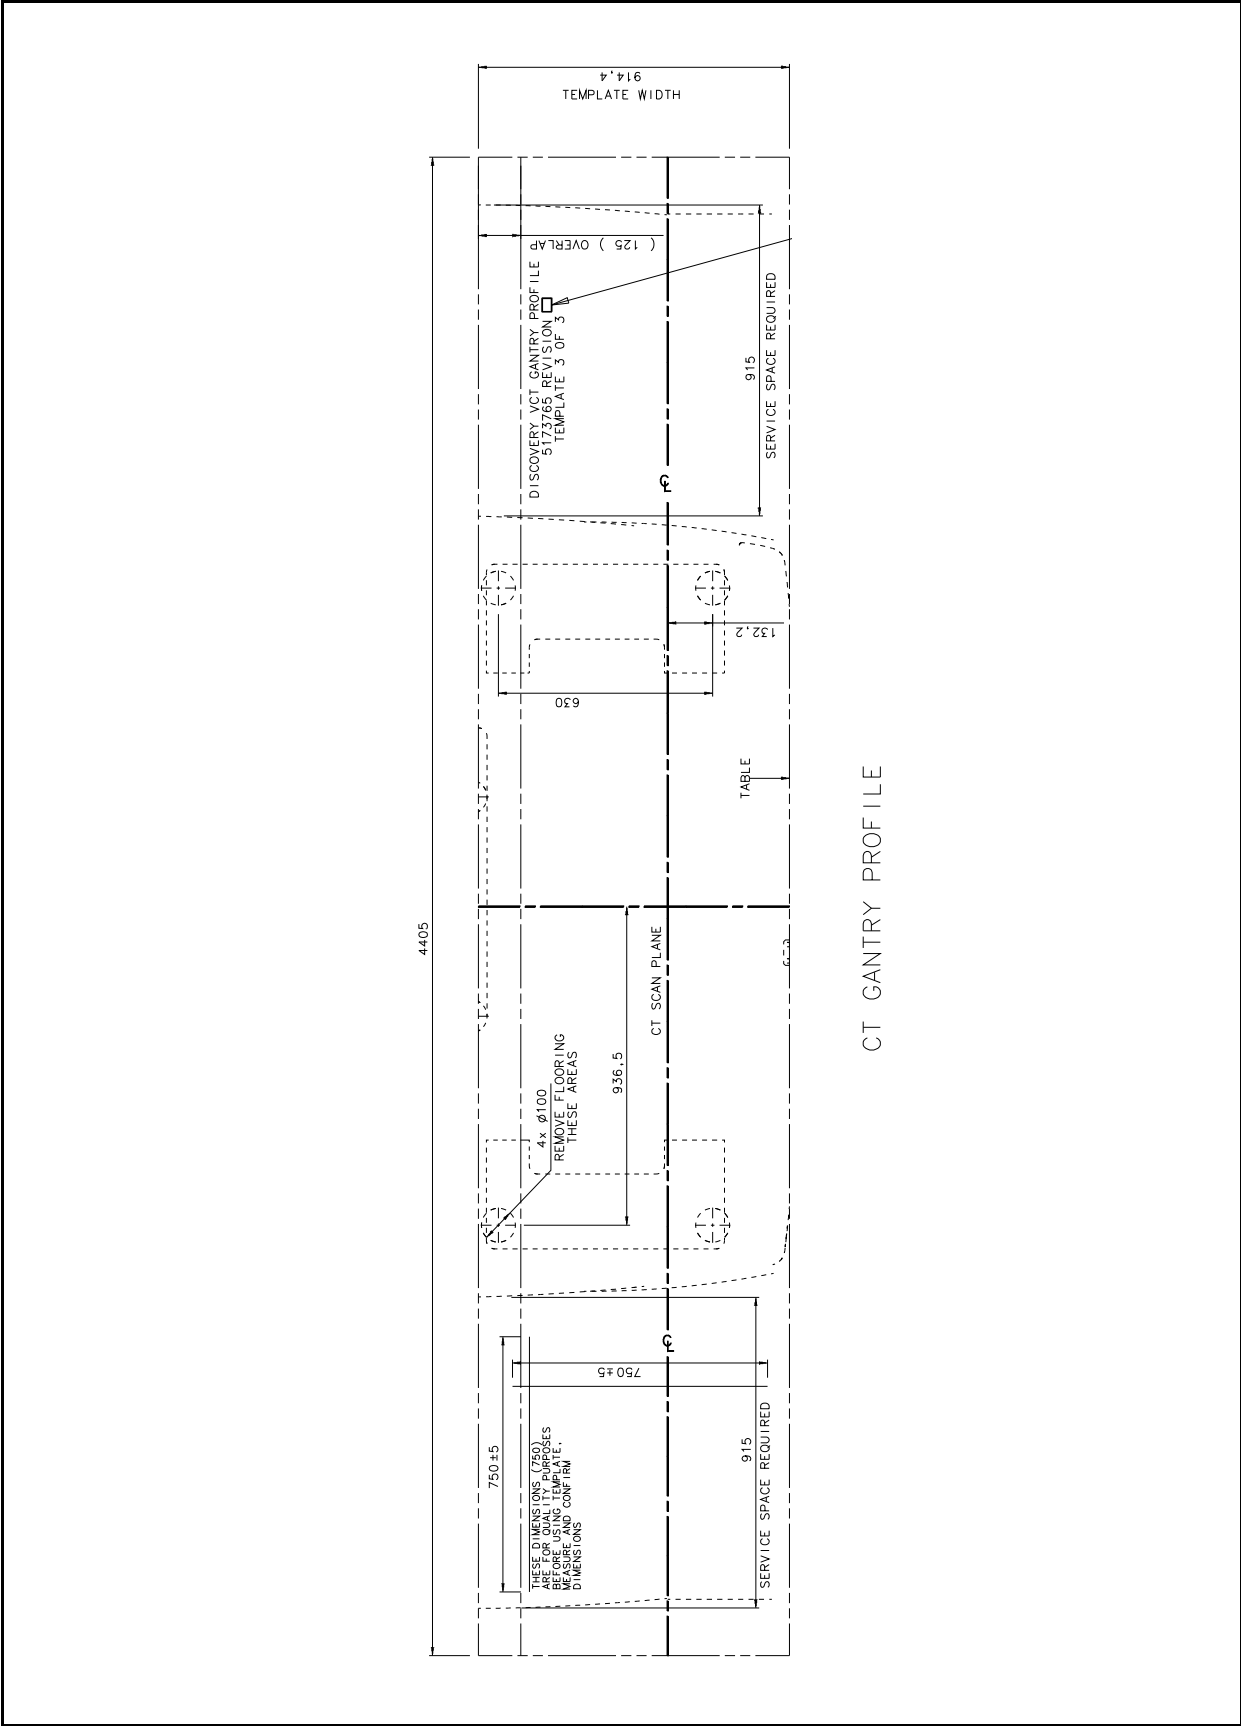 914,4
TEMPLATE WIDTH
( 125 ) OVERLAP
DISCOVERY VCT GANTRY PROFILE
5173765 REVISION
TEMPLATE 3 OF 3
915
SERVICE SPACE REQUIRED
℄
132,2
630
TABLE
4405
CT SCAN PLANE
936,5
4x ⌀100
REMOVE FLOORING
THESE AREAS
℄
750±5
750±5
THESE DIMENSIONS (750)
ARE FOR QUALITY PURPOSES
BEFORE USING TEMPLATE,
MEASURE AND CONFIRM
DIMENSIONS
915
SERVICE SPACE REQUIRED
CT GANTRY PROFILE